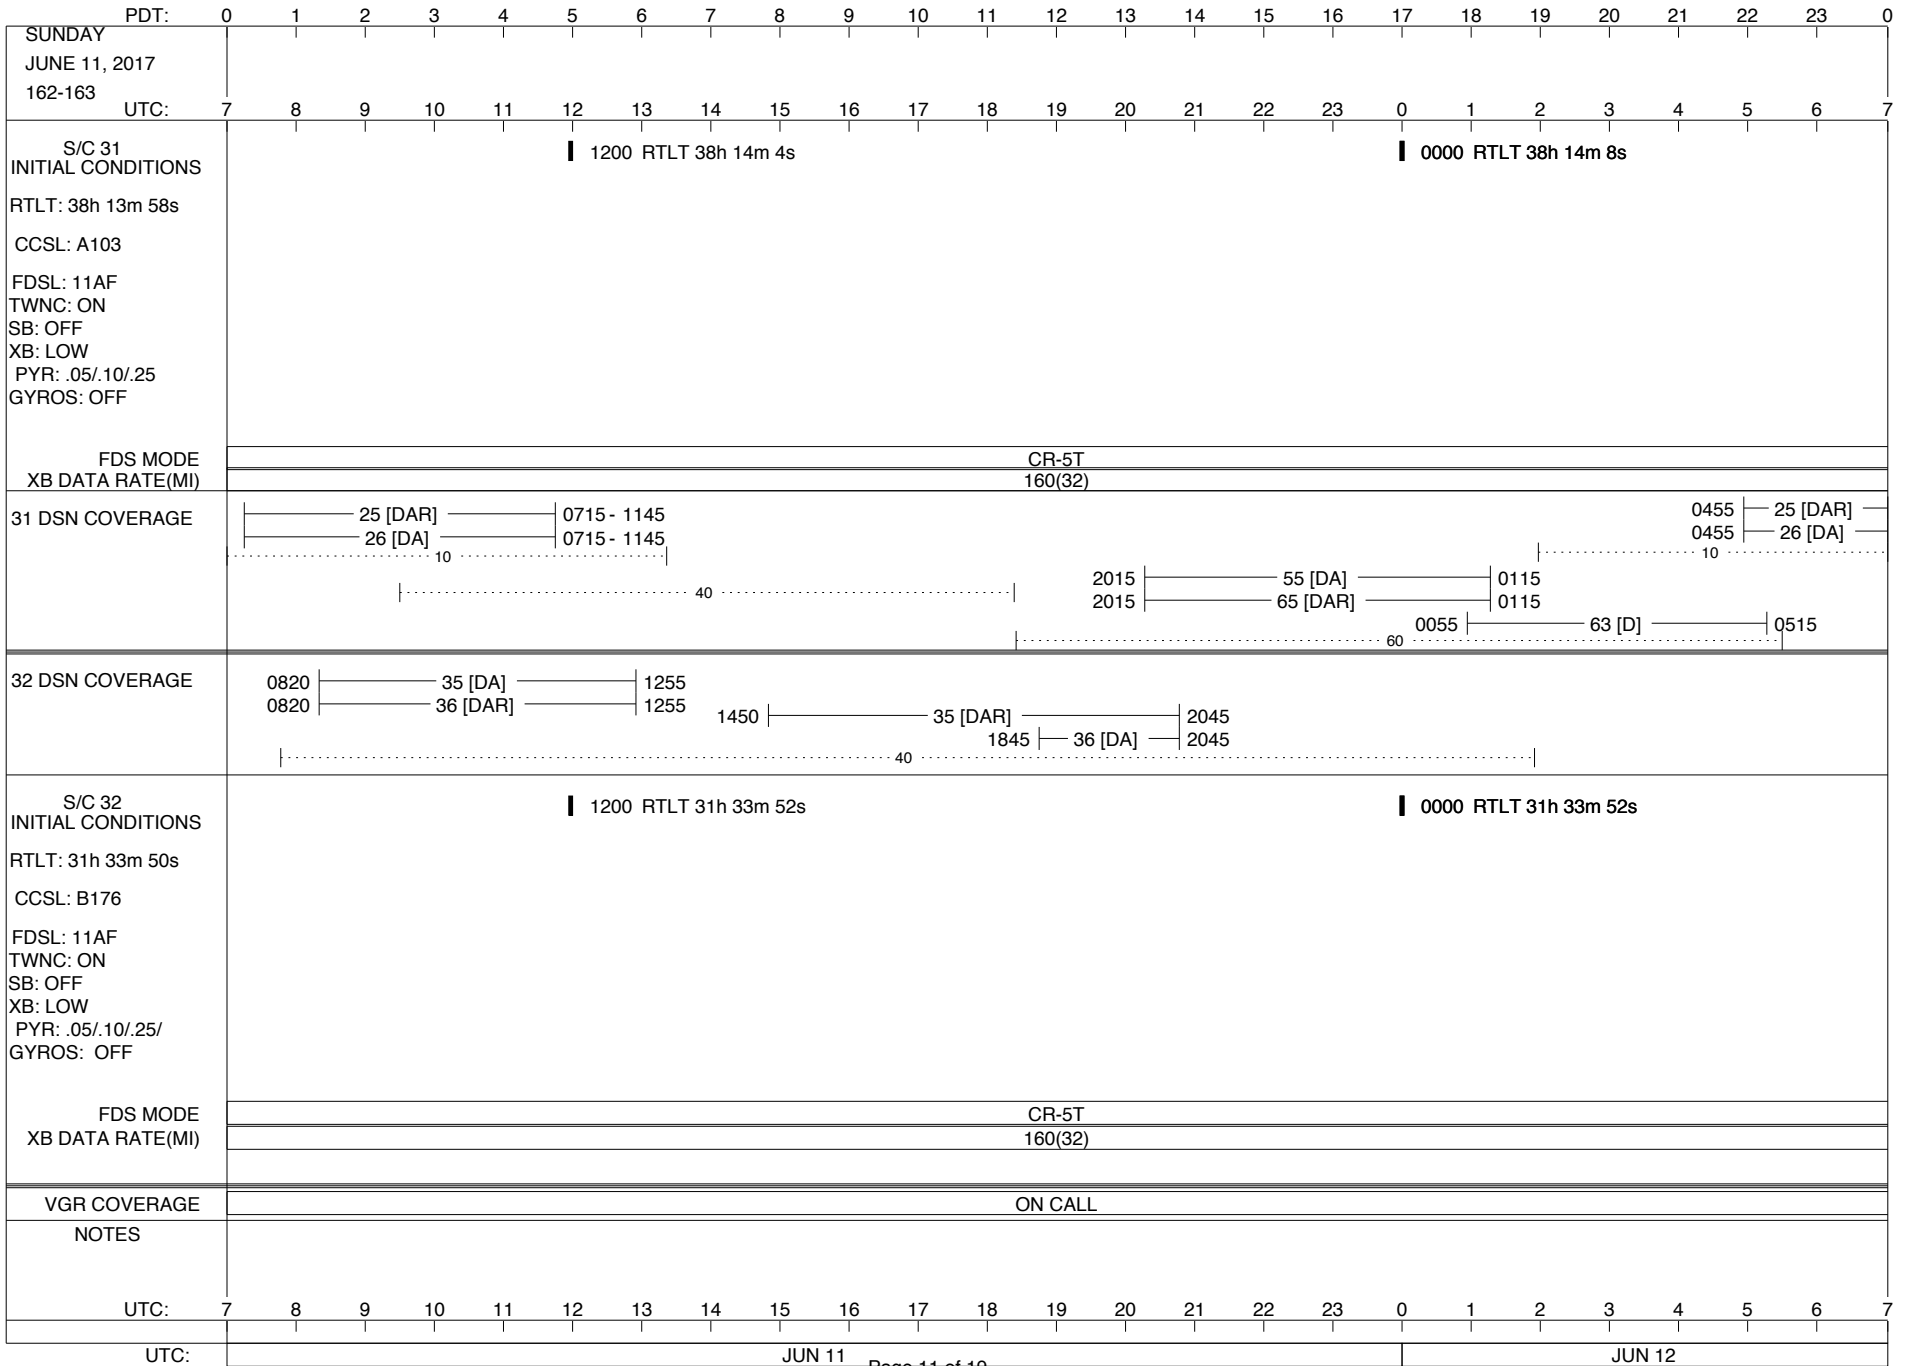 PDT: 0 1 2 3 4 5 6 7 8 9 10 11 12 13 14 15 16 17 18 19 20 21 22 23 0
SUNDAY
JUNE 11, 2017
162-163
UTC: 7 8 9 10 11 12 13 14 15 16 17 18 19 20 21 22 23 0 1 2 3 4 5 6 7
S/C 31
INITIAL CONDITIONS
1200 RTLT 38h 14m 4s
0000 RTLT 38h 14m 8s
RTLT: 38h 13m 58s
CCSL: A103
FDSL: 11AF
TWNC: ON
SB: OFF
XB: LOW
PYR: .05/.10/.25
GYROS: OFF
FDS MODE CR-5T
XB DATA RATE(MI) 160(32)
31 DSN COVERAGE
25 [DAR] 0715 - 1145
26 [DA] 0715 - 1145
10
40
0455 25 [DAR]
0455 26 [DA]
10
2015 55 [DA] 0115
2015 65 [DAR] 0115
0055 63 [D] 0515
60
32 DSN COVERAGE
0820 35 [DA] 1255
0820 36 [DAR] 1255
1450 35 [DAR] 2045
1845 36 [DA] 2045
40
S/C 32
INITIAL CONDITIONS
1200 RTLT 31h 33m 52s
0000 RTLT 31h 33m 52s
RTLT: 31h 33m 50s
CCSL: B176
FDSL: 11AF
TWNC: ON
SB: OFF
XB: LOW
PYR: .05/.10/.25/
GYROS: OFF
FDS MODE CR-5T
XB DATA RATE(MI) 160(32)
VGR COVERAGE ON CALL
NOTES
UTC: 7 8 9 10 11 12 13 14 15 16 17 18 19 20 21 22 23 0 1 2 3 4 5 6 7
UTC: JUN 11 JUN 12
Page 11 of 19